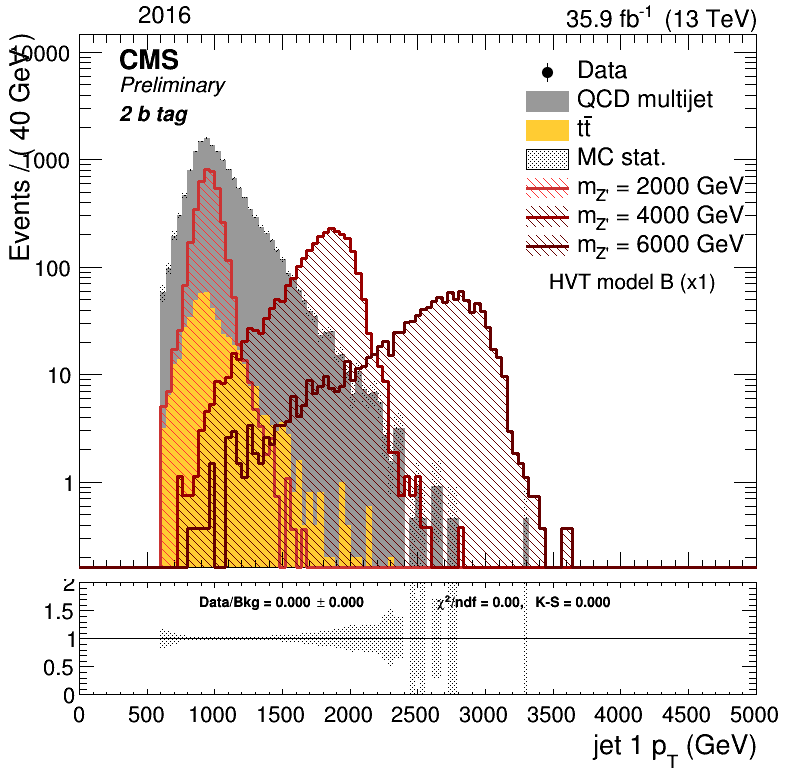 2016
35.9 fb⁻¹ (13 TeV)
CMS
Preliminary
2 b tag
Data
QCD multijet
tt̄
MC stat.
m_Z' = 2000 GeV
m_Z' = 4000 GeV
m_Z' = 6000 GeV
HVT model B (x1)
Events / ( 40 GeV)
10000
1000
100
10
1
Data/Bkg = 0.000 ± 0.000
χ²/ndf = 0.00, K-S = 0.000
2
1.5
1
0.5
0
0 500 1000 1500 2000 2500 3000 3500 4000 4500 5000
jet 1 p_T (GeV)